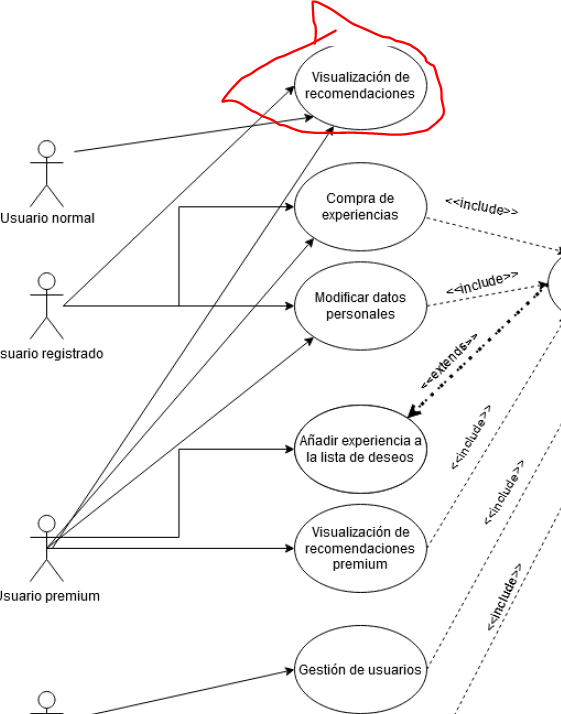 Visualización de
recomendaciones
Usuario normal
Compra de
experiencias
<<include>>
suario registrado
Modificar datos
personales
<<include>>
<<extends>>
Añadir experiencia a
la lista de deseos
<<include>>
<<include>>
Visualización de
recomendaciones
premium
Usuario premium
<<include>>
Gestión de usuarios